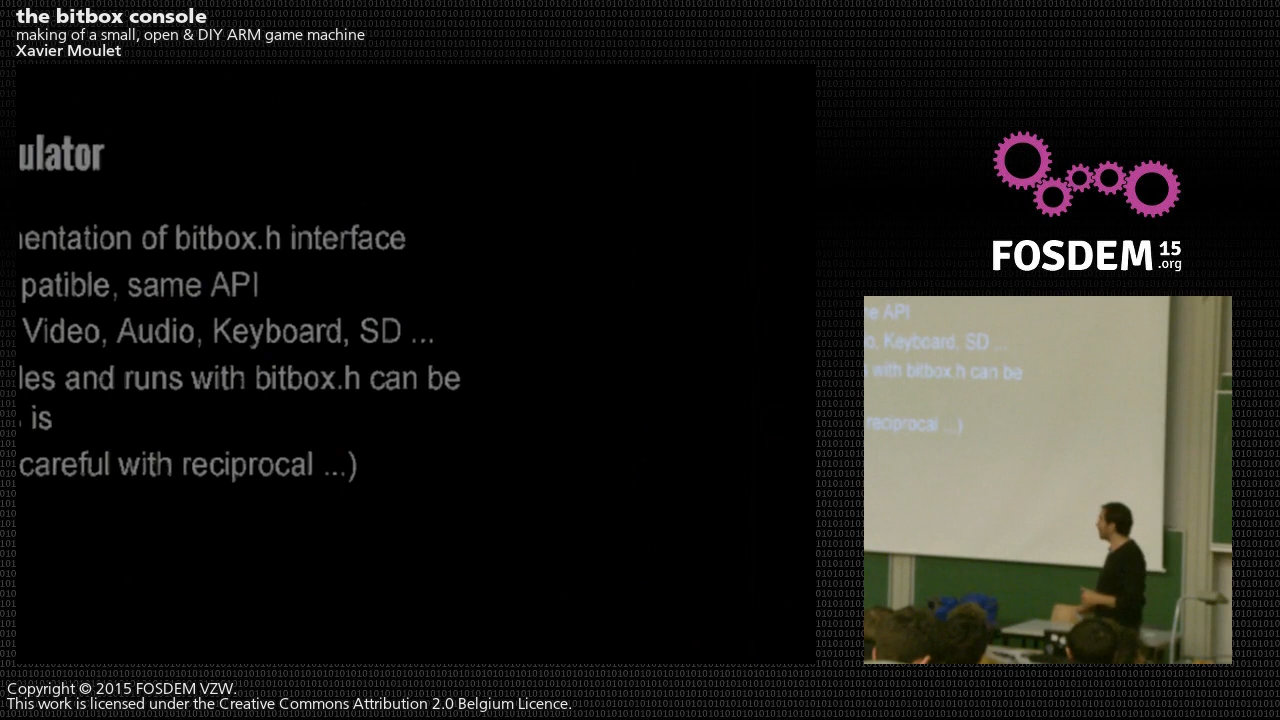 the bitbox console
making of a small, open & DIY ARM game machine
Xavier Moulet
ulator
entation of bitbox.h interface
patible, same API
Video, Audio, Keyboard, SD ...
les and runs with bitbox.h can be
is
careful with reciprocal ...)
FOSDEM 15
.org
e API
o, Keyboard, SD ...
with bitbox.h can be
reciprocal ...)
Copyright © 2015 FOSDEM VZW.
This work is licensed under the Creative Commons Attribution 2.0 Belgium Licence.